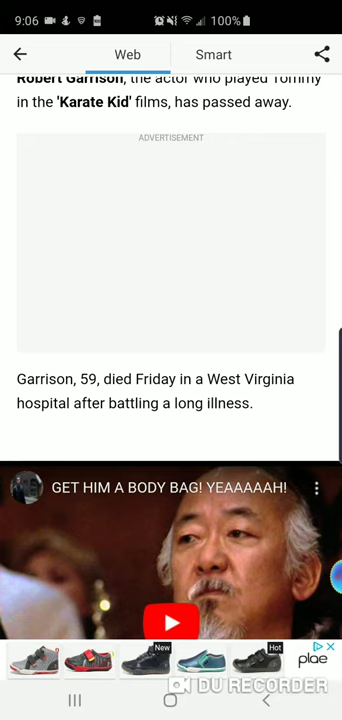 9:06 100%
Web Smart
Robert Garrison, the actor who played Tommy
in the 'Karate Kid' films, has passed away.
ADVERTISEMENT
Garrison, 59, died Friday in a West Virginia
hospital after battling a long illness.
GET HIM A BODY BAG! YEAAAAAH!
New
Hot
plae
DU RECORDER